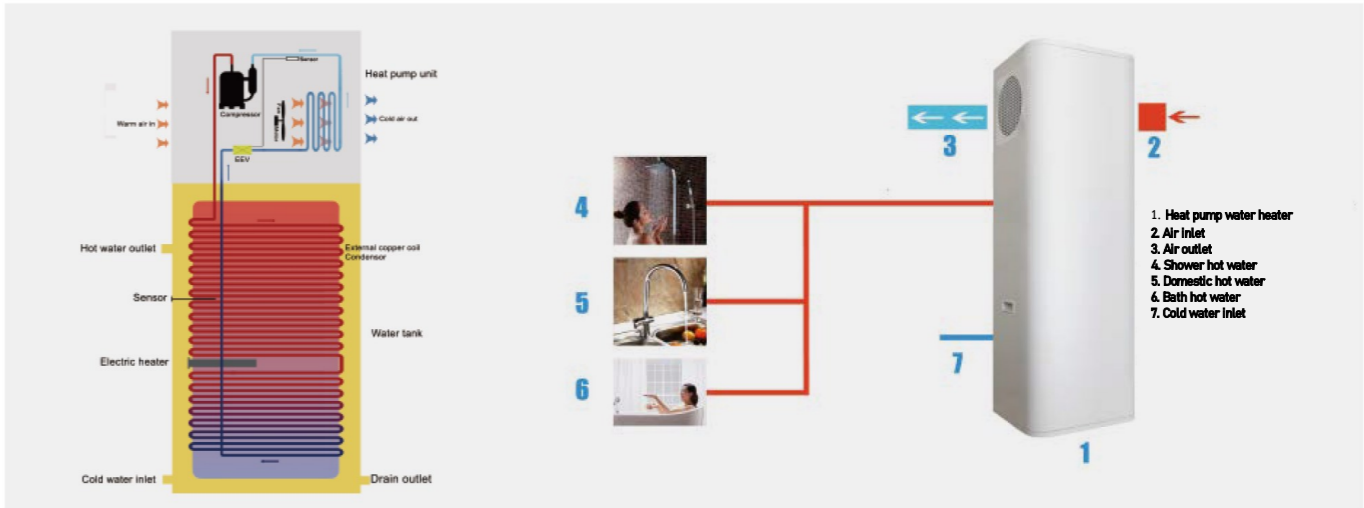 Sensor
Heat pump unit
Compressor
Warm air in
Cold air out
EEV
Hot water outlet
External copper coil
Condensor
Sensor
Water tank
Electric heater
Cold water inlet
Drain outlet
3
2
4
5
6
7
1
1. Heat pump water heater
2. Air inlet
3. Air outlet
4. Shower hot water
5. Domestic hot water
6. Bath hot water
7. Cold water inlet